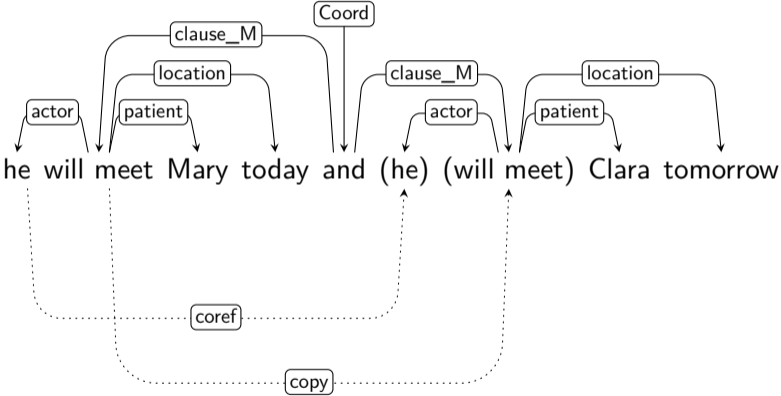 Coord
clause_M
location clause_M location
actor patient actor patient
he will meet Mary today and (he) (will meet) Clara tomorrow
coref
copy